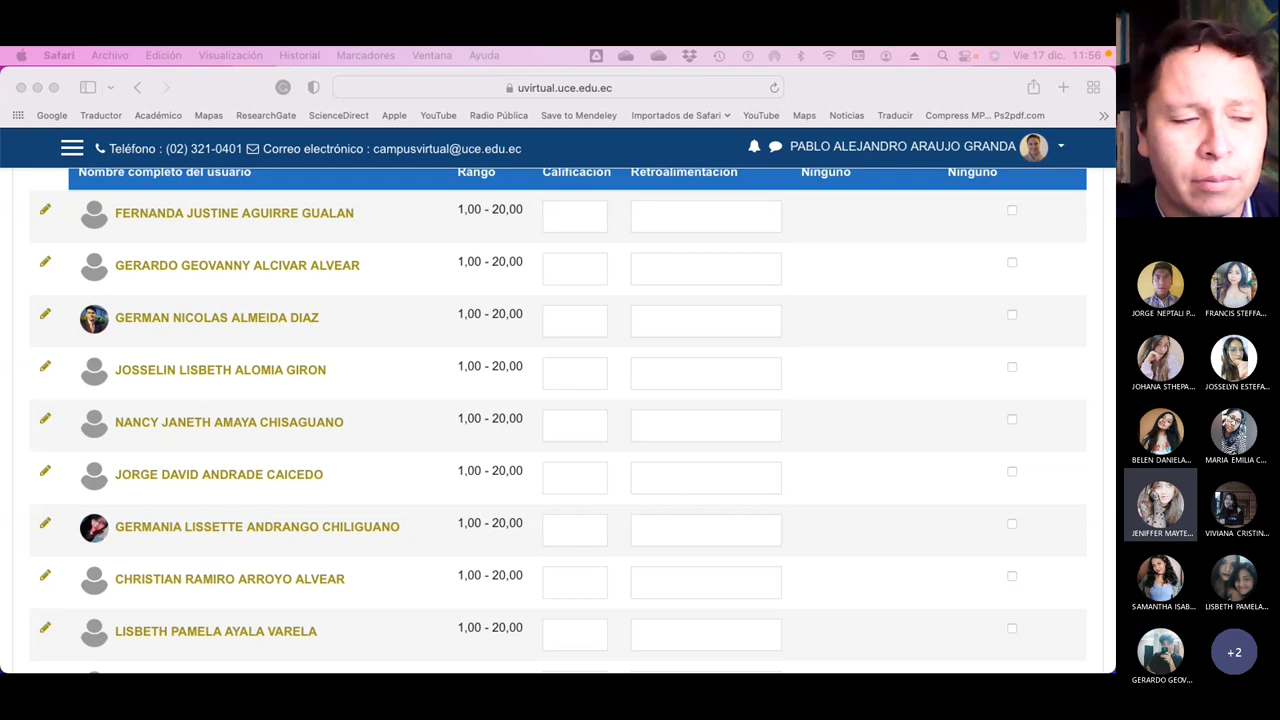 Safari Archivo Edición Visualización Historial Marcadores Ventana Ayuda Vie 17 dic. 11:56
uvirtual.uce.edu.ec
Google Traductor Académico Mapas ResearchGate ScienceDirect Apple YouTube Radio Pública Save to Mendeley Importados de Safari YouTube Maps Noticias Traducir Compress MP... Ps2pdf.com
Teléfono : (02) 321-0401 Correo electrónico : campusvirtual@uce.edu.ec PABLO ALEJANDRO ARAUJO GRANDA
Nombre completo del usuario Rango Calificación Retroalimentación Ninguno Ninguno
FERNANDA JUSTINE AGUIRRE GUALAN 1,00 - 20,00
GERARDO GEOVANNY ALCIVAR ALVEAR 1,00 - 20,00
GERMAN NICOLAS ALMEIDA DIAZ 1,00 - 20,00
JOSSELIN LISBETH ALOMIA GIRON 1,00 - 20,00
NANCY JANETH AMAYA CHISAGUANO 1,00 - 20,00
JORGE DAVID ANDRADE CAICEDO 1,00 - 20,00
GERMANIA LISSETTE ANDRANGO CHILIGUANO 1,00 - 20,00
CHRISTIAN RAMIRO ARROYO ALVEAR 1,00 - 20,00
LISBETH PAMELA AYALA VARELA 1,00 - 20,00
JORGE NEPTALI P... FRANCIS STEFFA...
JOHANA STHEPA... JOSSELYN ESTEFA...
BELEN DANIELA... MARIA EMILIA C...
JENIFFER MAYTE... VIVIANA CRISTIN...
SAMANTHA ISAB... LISBETH PAMELA...
GERARDO GEOV... +2